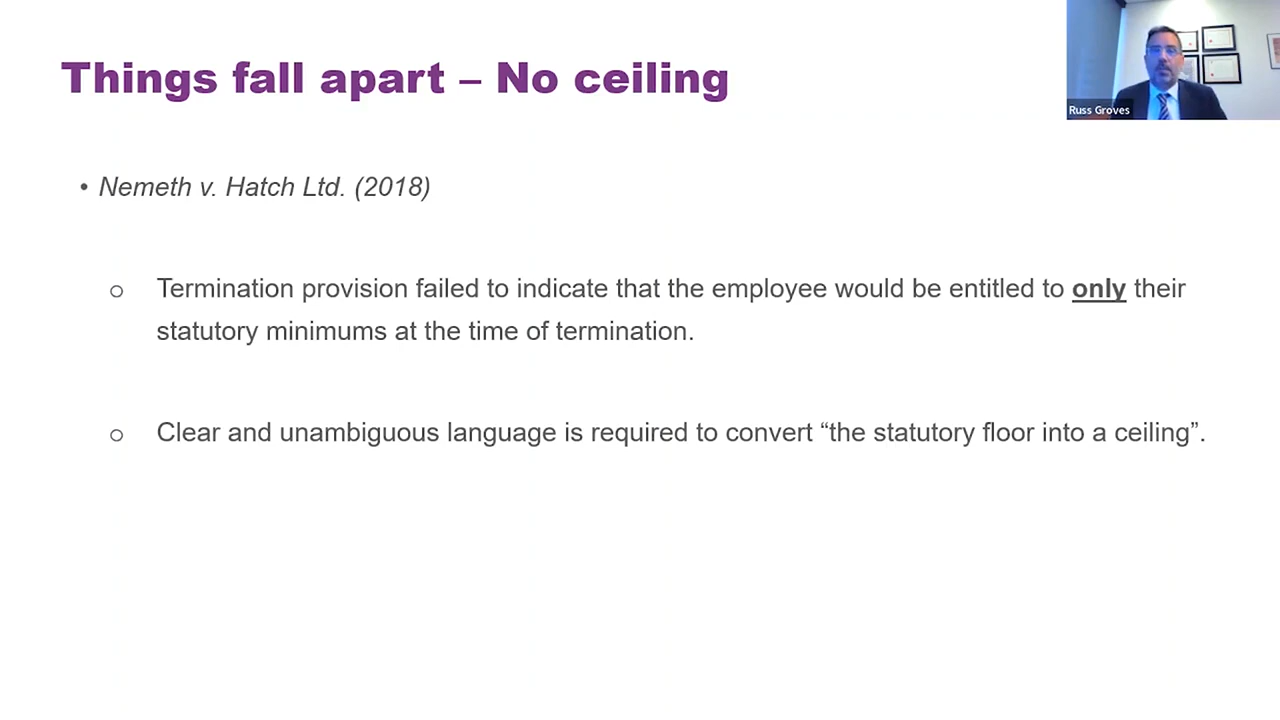 Things fall apart – No ceiling
Russ Groves
• Nemeth v. Hatch Ltd. (2018)
o Termination provision failed to indicate that the employee would be entitled to only their
statutory minimums at the time of termination.
o Clear and unambiguous language is required to convert “the statutory floor into a ceiling”.